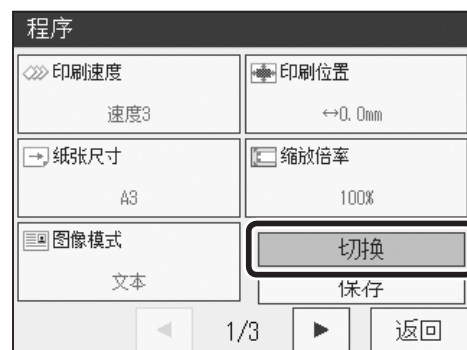 程序
印刷速度
速度3
印刷位置
↔0.0mm
纸张尺寸
A3
缩放倍率
100%
图像模式
文本
切换
保存
◀ 1/3 ▶ 返回